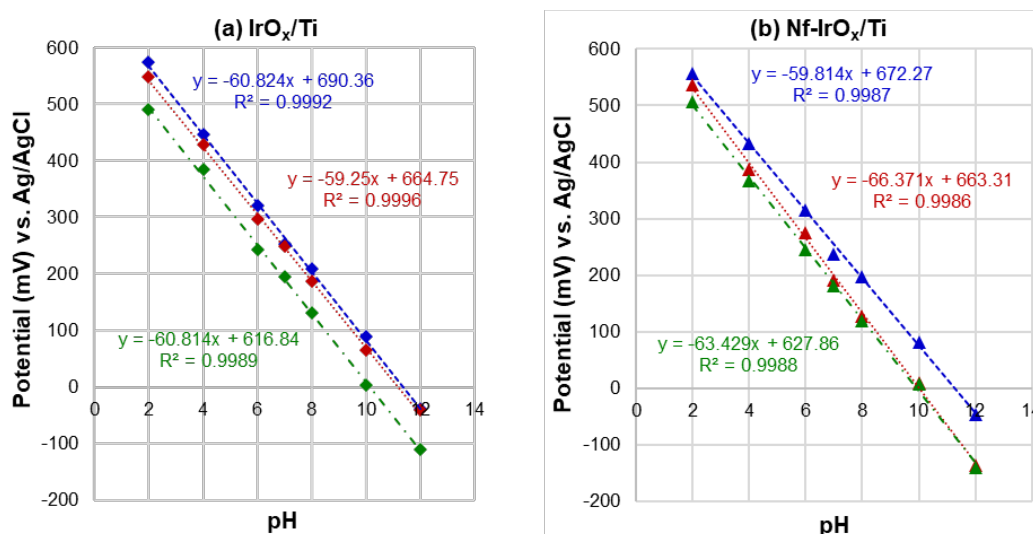 (a) IrOₓ/Ti
Potential (mV) vs. Ag/AgCl
600
500
400
300
200
100
0
-100
-200
y = -60.824x + 690.36
R² = 0.9992
y = -59.25x + 664.75
R² = 0.9996
y = -60.814x + 616.84
R² = 0.9989
0 2 4 6 8 10 12 14
pH
(b) Nf-IrOₓ/Ti
Potential (mV) vs. Ag/AgCl
600
500
400
300
200
100
0
-100
-200
y = -59.814x + 672.27
R² = 0.9987
y = -66.371x + 663.31
R² = 0.9986
y = -63.429x + 627.86
R² = 0.9988
0 2 4 6 8 10 12 14
pH